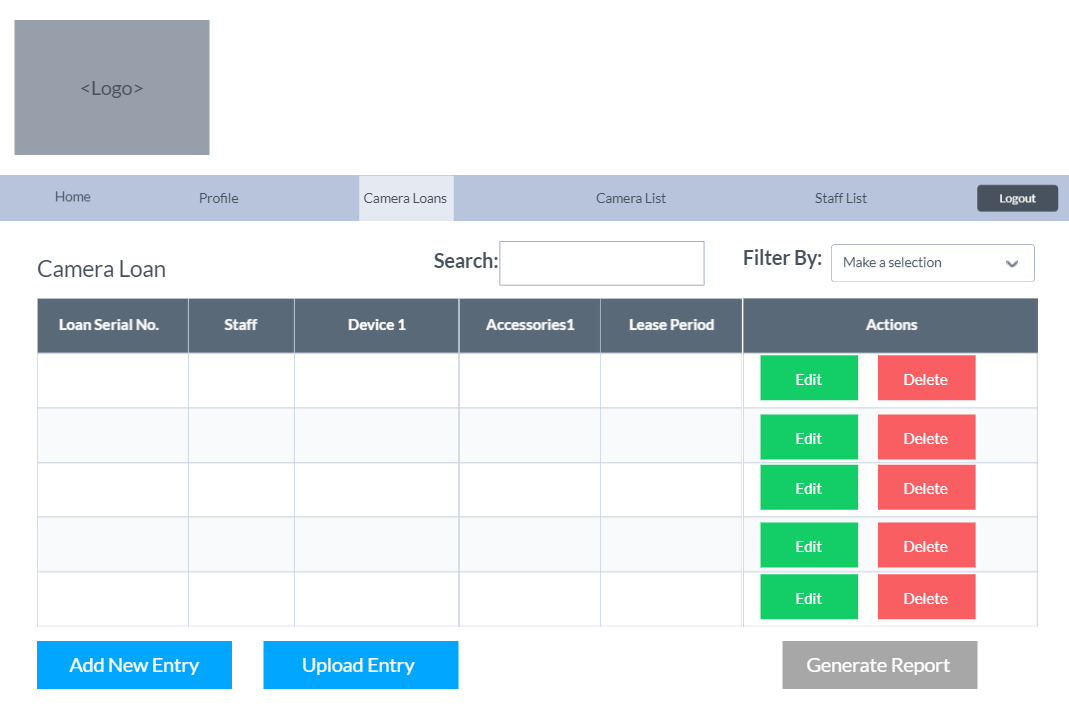 <Logo>
Home Profile Camera Loans Camera List Staff List Logout
Camera Loan Search: Filter By: Make a selection
Loan Serial No. Staff Device 1 Accessories1 Lease Period Actions
Edit Delete
Edit Delete
Edit Delete
Edit Delete
Edit Delete
Add New Entry Upload Entry Generate Report